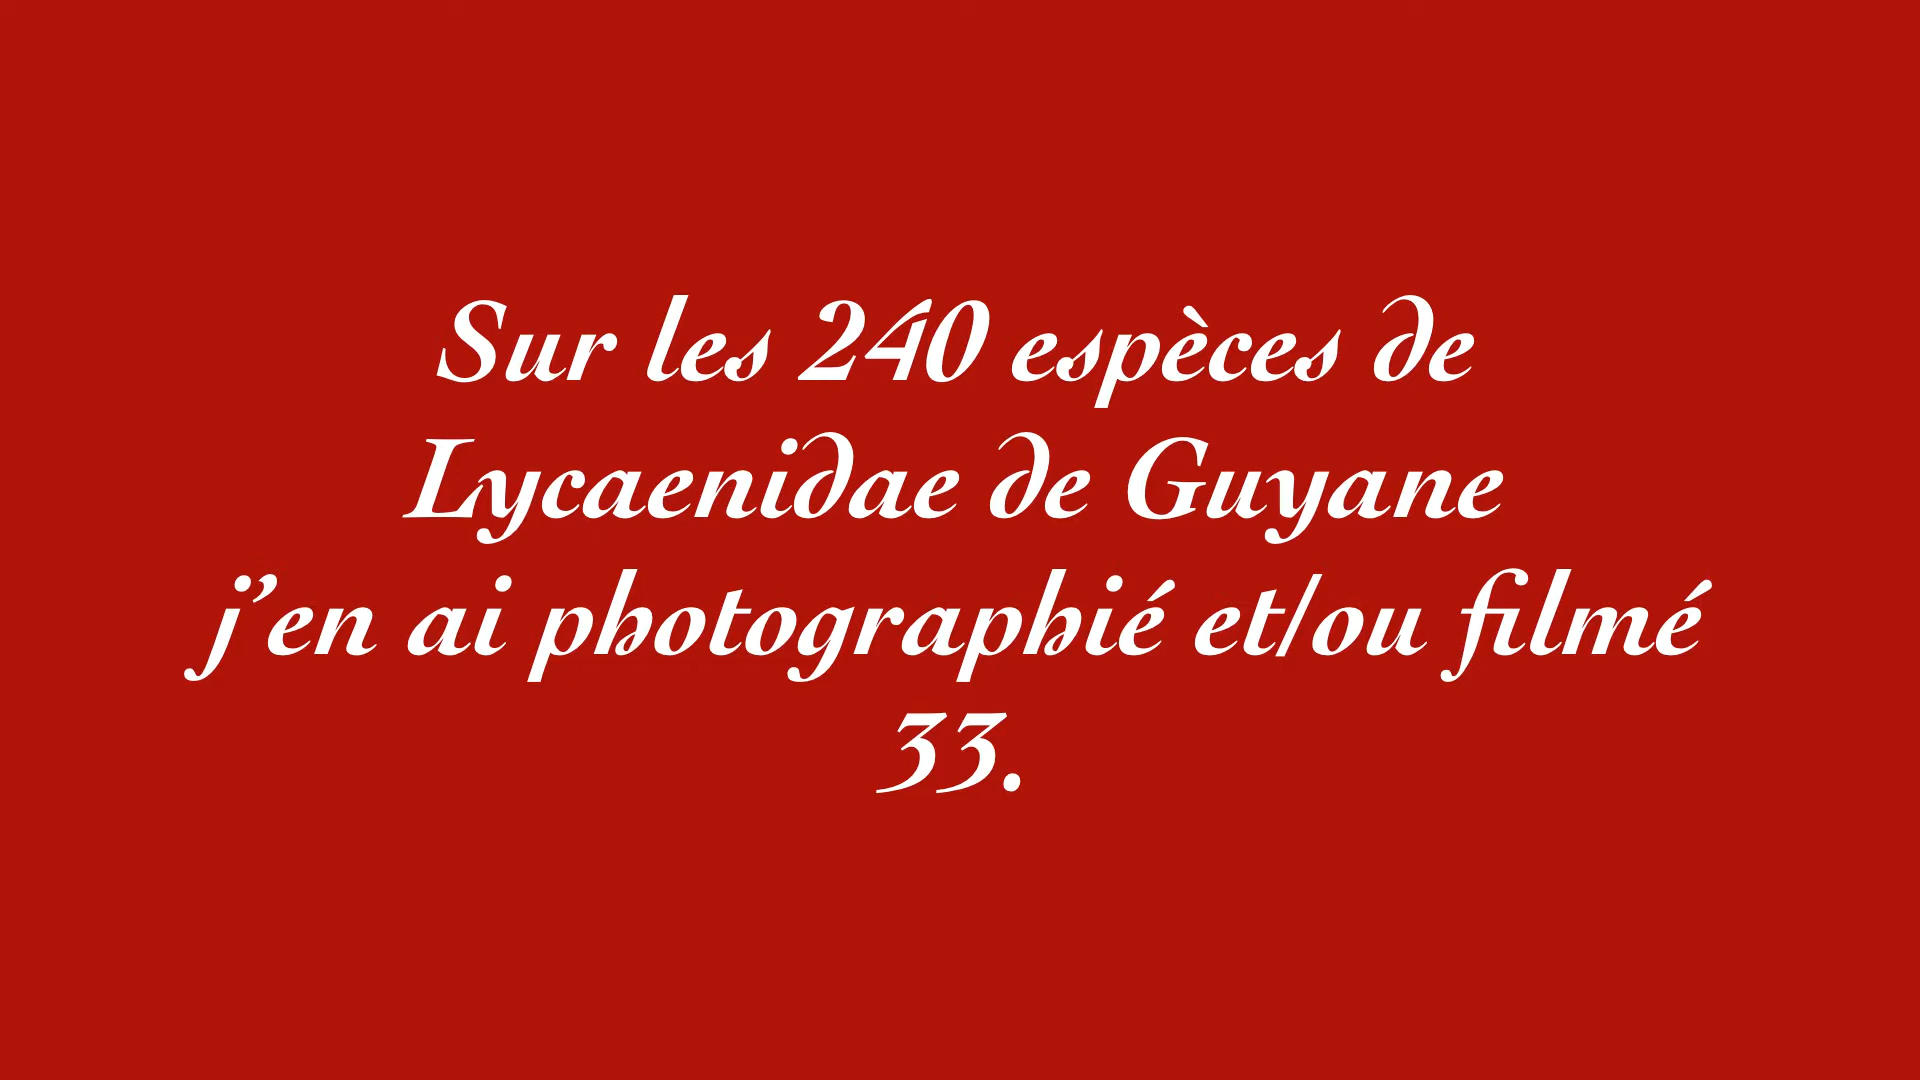 Sur les 240 espèces de
Lycaenidae de Guyane
j’en ai photographié et/ou filmé
33.